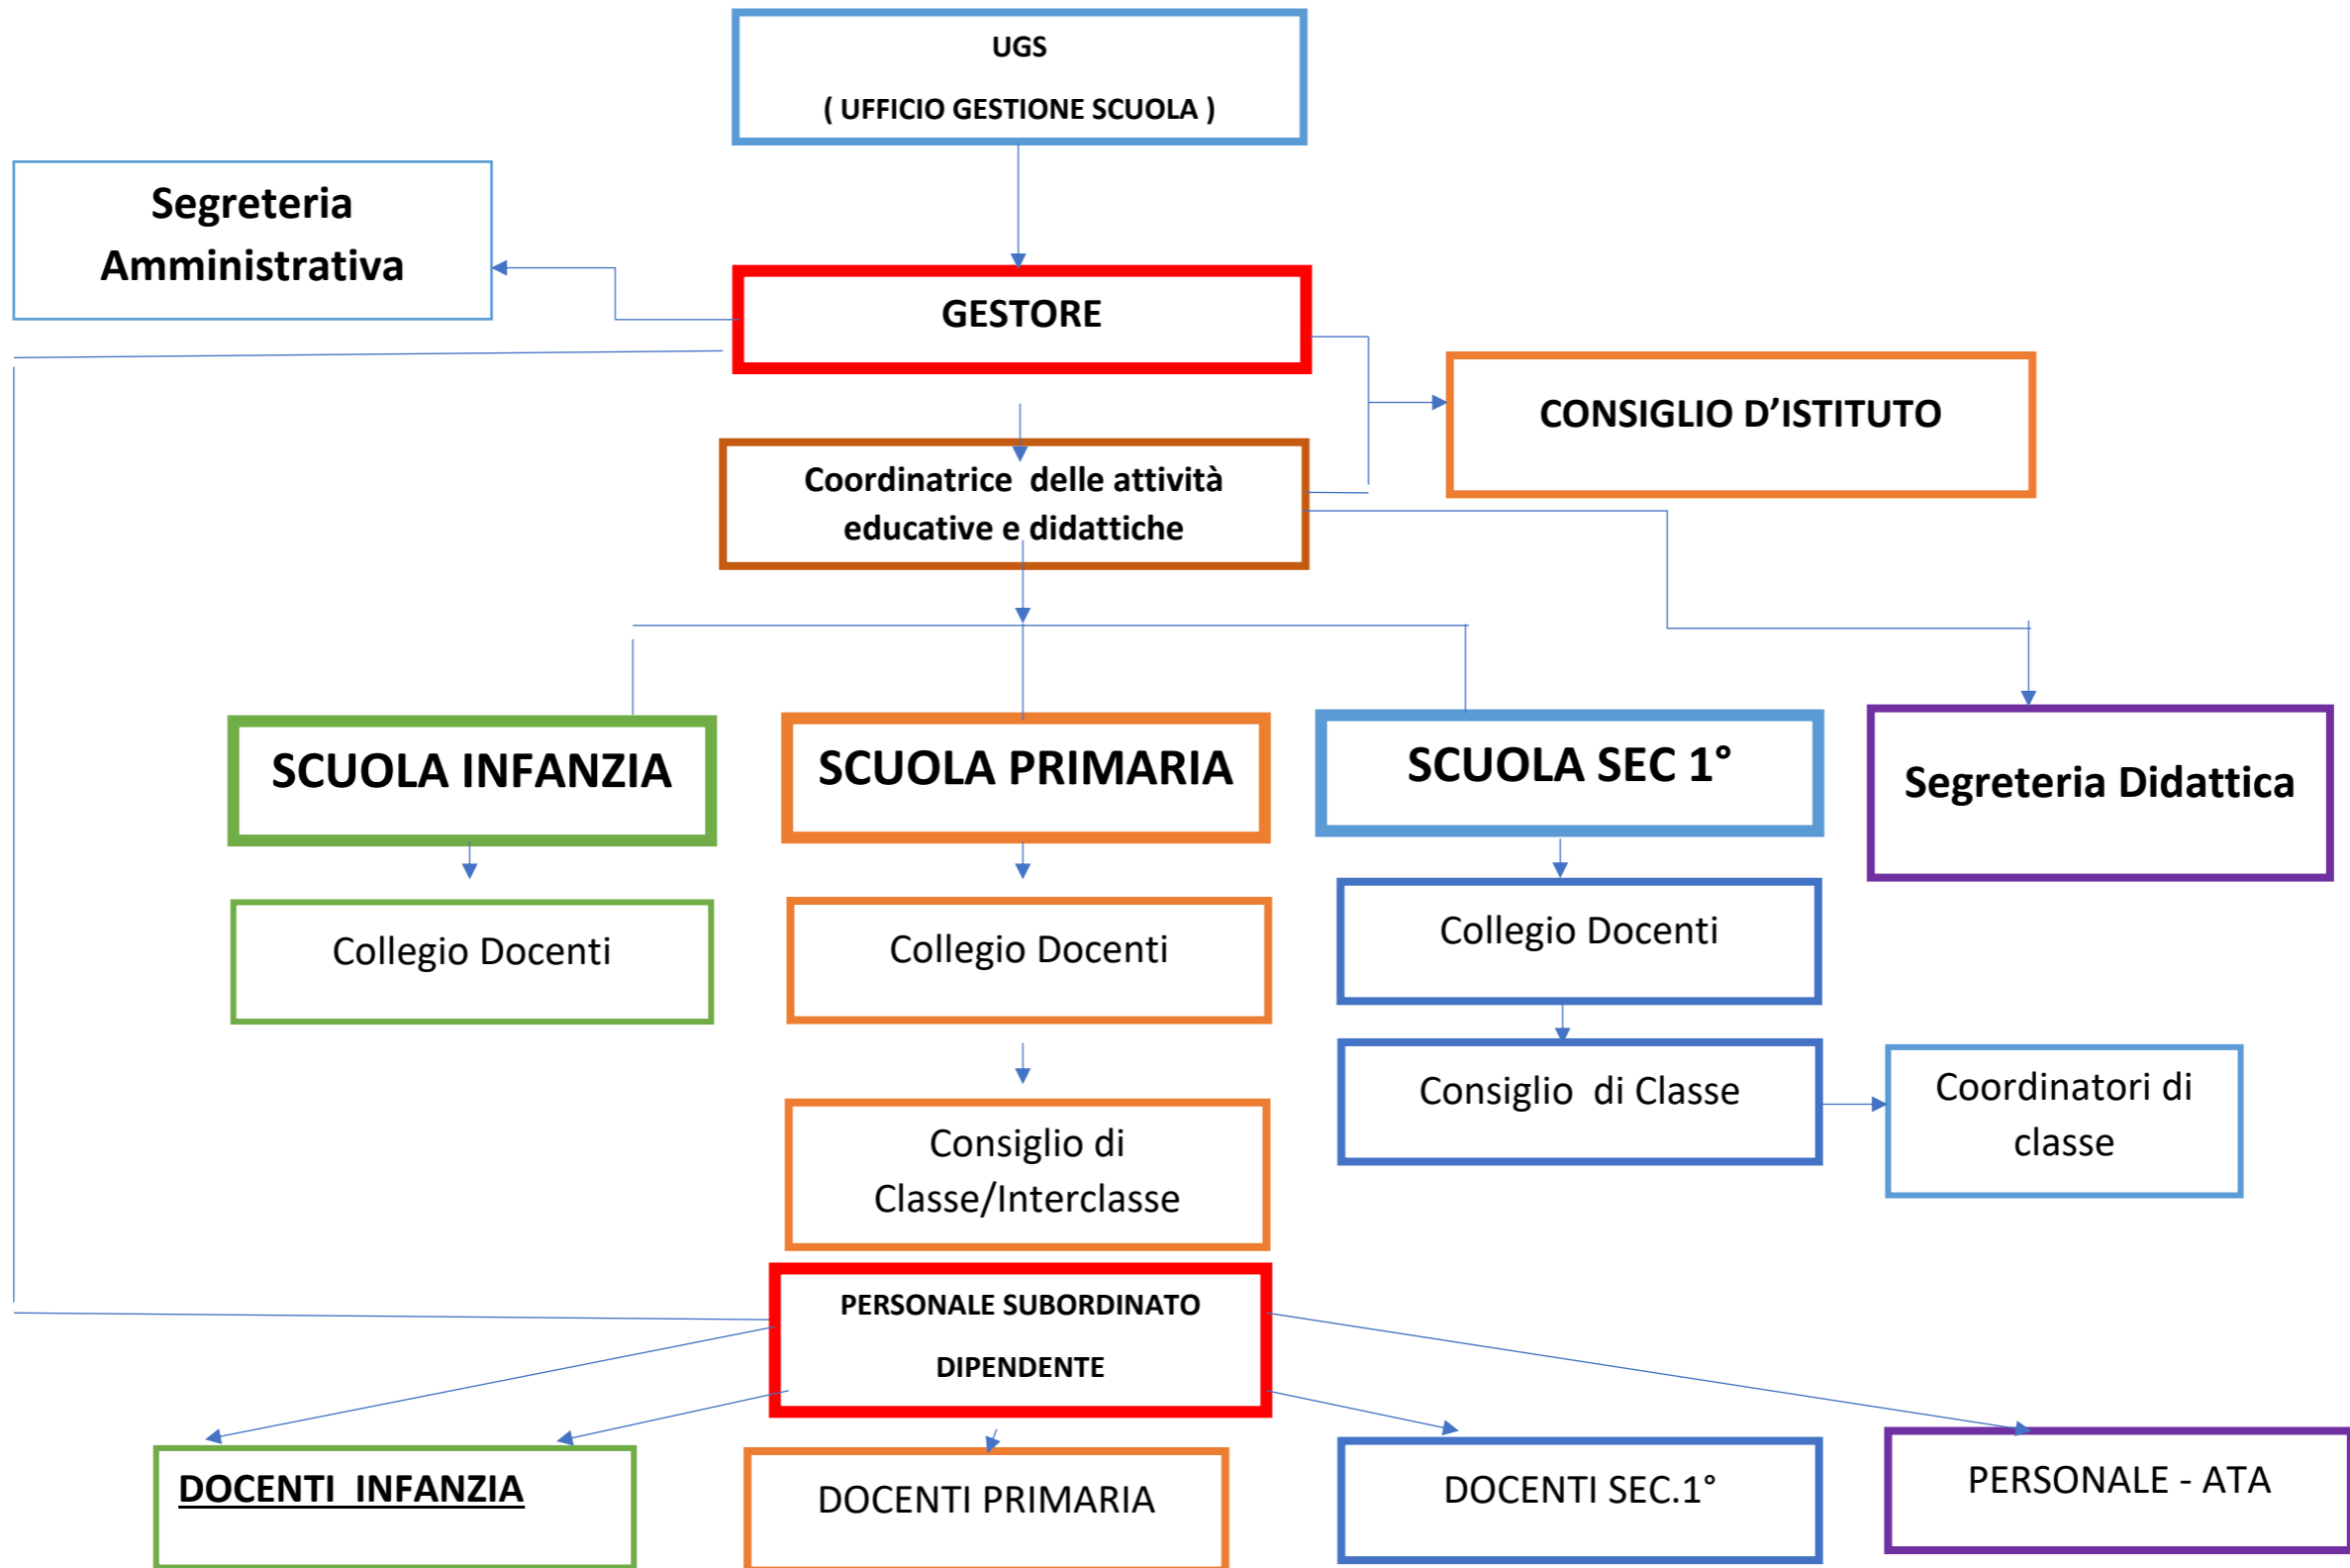 UGS
( UFFICIO GESTIONE SCUOLA )
Segreteria
Amministrativa
GESTORE
CONSIGLIO D’ISTITUTO
Coordinatrice  delle attività
educative e didattiche
SCUOLA INFANZIA
SCUOLA PRIMARIA
SCUOLA SEC 1°
Segreteria Didattica
Collegio Docenti
Collegio Docenti
Collegio Docenti
Consiglio  di Classe
Coordinatori di
classe
Consiglio di
Classe/Interclasse
PERSONALE SUBORDINATO
DIPENDENTE
DOCENTI  INFANZIA
DOCENTI PRIMARIA
DOCENTI SEC.1°
PERSONALE - ATA